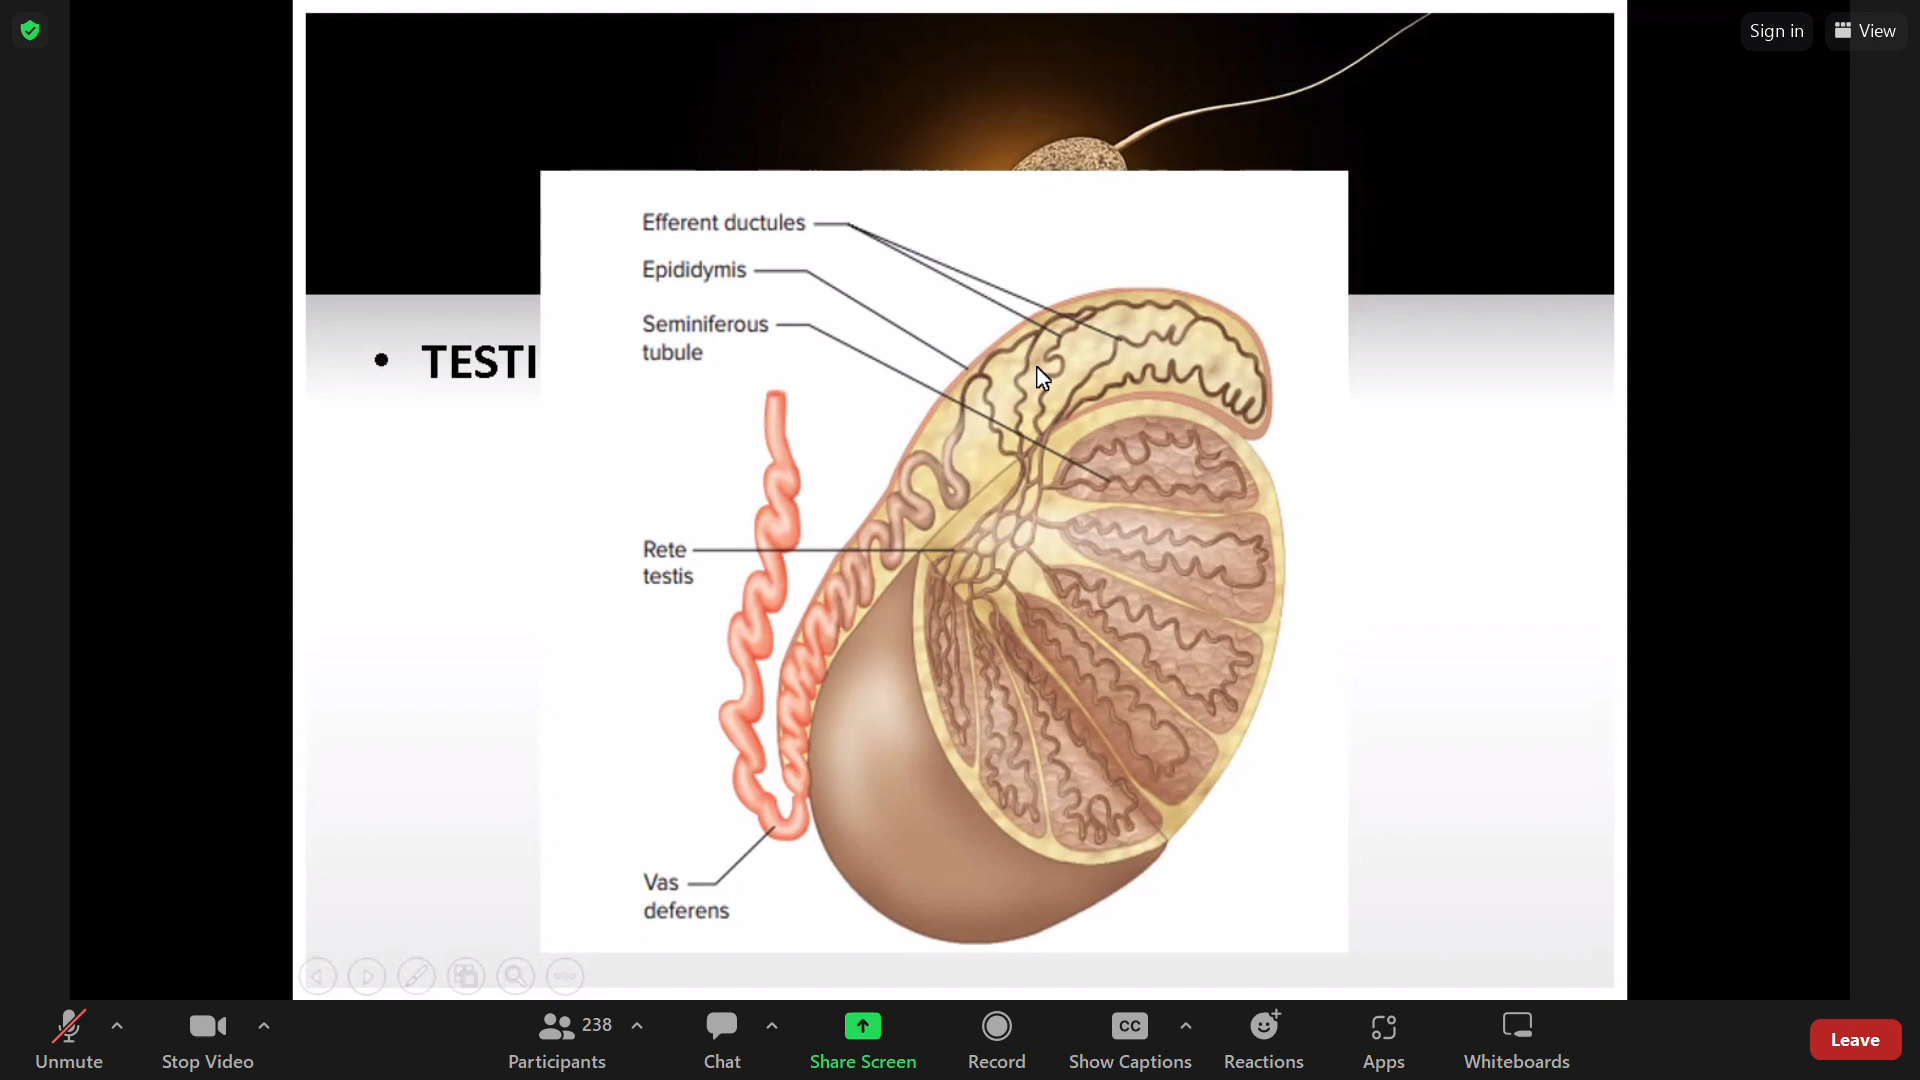 Sign in
View
Efferent ductules
Epididymis
Seminiferous
tubule
• TESTI
Rete
testis
Vas
deferens
Unmute
Stop Video
238
Participants
Chat
Share Screen
Record
CC
Show Captions
Reactions
Apps
Whiteboards
Leave